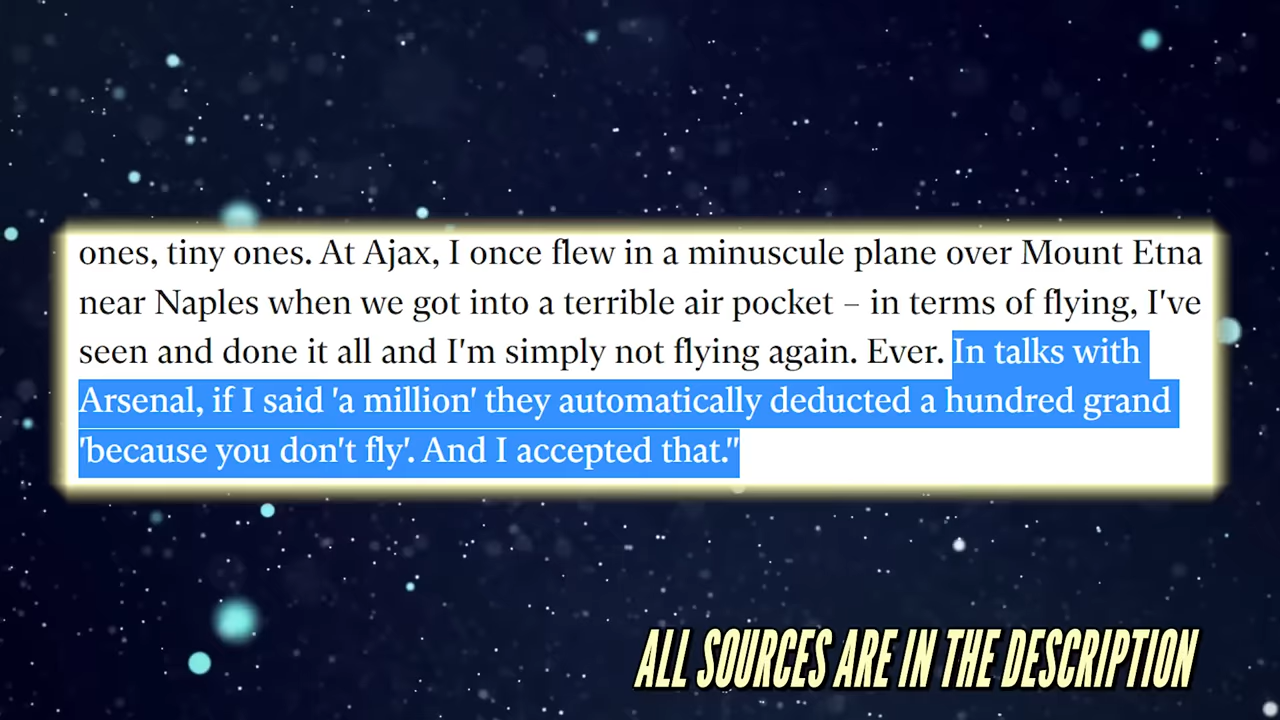 ones, tiny ones. At Ajax, I once flew in a minuscule plane over Mount Etna
near Naples when we got into a terrible air pocket – in terms of flying, I've
seen and done it all and I'm simply not flying again. Ever. In talks with
Arsenal, if I said 'a million' they automatically deducted a hundred grand
'because you don't fly'. And I accepted that."
ALL SOURCES ARE IN THE DESCRIPTION